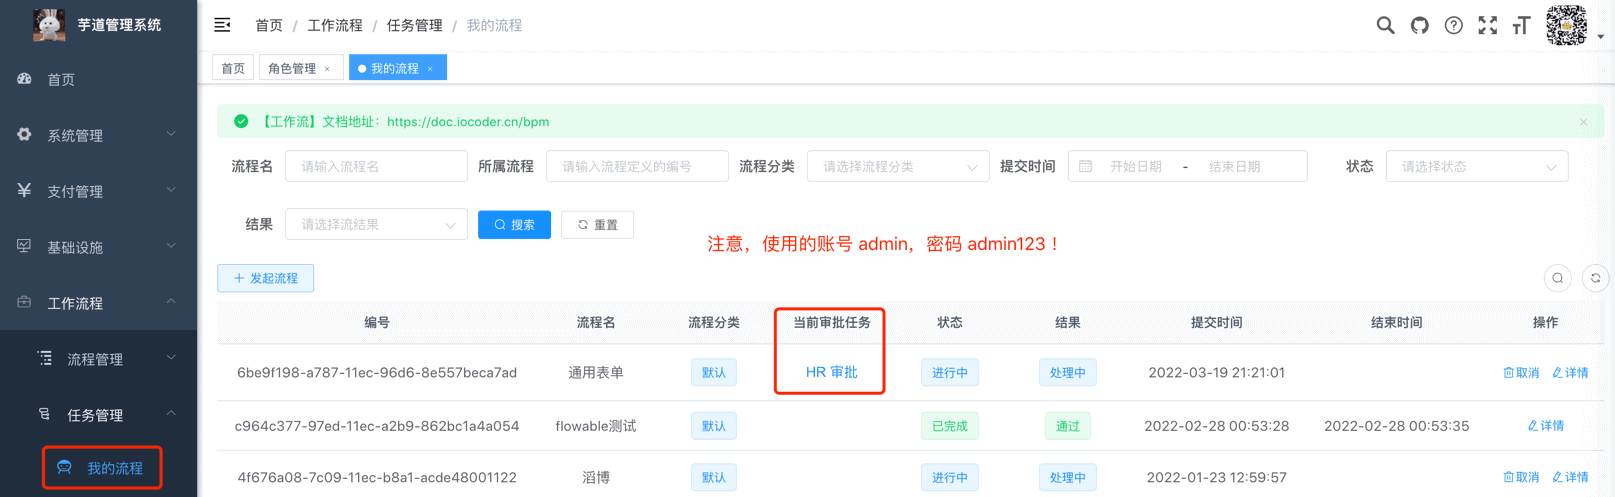 芋道管理系统
首页 / 工作流程 / 任务管理 / 我的流程
首页
角色管理 ×
我的流程 ×
首页
系统管理
支付管理
基础设施
工作流程
流程管理
任务管理
我的流程
【工作流】文档地址：https://doc.iocoder.cn/bpm
流程名 请输入流程名 所属流程 请输入流程定义的编号 流程分类 请选择流程分类 提交时间 开始日期 - 结束日期 状态 请选择状态
结果 请选择流结果 搜索 重置
注意，使用的账号 admin，密码 admin123！
+ 发起流程
编号 流程名 流程分类 当前审批任务 状态 结果 提交时间 结束时间 操作
6be9f198-a787-11ec-96d6-8e557beca7ad 通用表单 默认 HR 审批 进行中 处理中 2022-03-19 21:21:01 取消 详情
c964c377-97ed-11ec-a2b9-862bc1a4a054 flowable测试 默认 已完成 通过 2022-02-28 00:53:28 2022-02-28 00:53:35 详情
4f676a08-7c09-11ec-b8a1-acde48001122 滔博 默认 进行中 处理中 2022-01-23 12:59:57 取消 详情